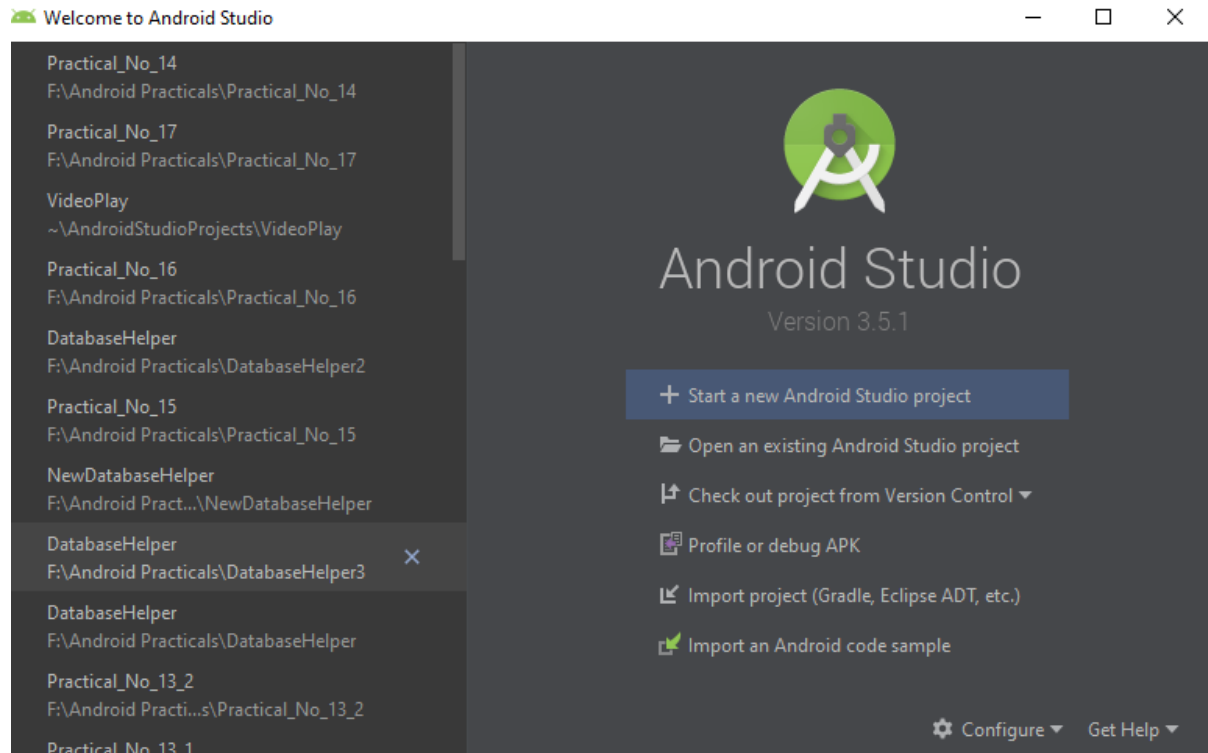 Welcome to Android Studio
Practical_No_14
F:\Android Practicals\Practical_No_14
Practical_No_17
F:\Android Practicals\Practical_No_17
VideoPlay
~\AndroidStudioProjects\VideoPlay
Practical_No_16
F:\Android Practicals\Practical_No_16
DatabaseHelper
F:\Android Practicals\DatabaseHelper2
Practical_No_15
F:\Android Practicals\Practical_No_15
NewDatabaseHelper
F:\Android Pract...\NewDatabaseHelper
DatabaseHelper
F:\Android Practicals\DatabaseHelper3
DatabaseHelper
F:\Android Practicals\DatabaseHelper
Practical_No_13_2
F:\Android Practi...s\Practical_No_13_2
Practical_No_13_1
Android Studio
Version 3.5.1
Start a new Android Studio project
Open an existing Android Studio project
Check out project from Version Control
Profile or debug APK
Import project (Gradle, Eclipse ADT, etc.)
Import an Android code sample
Configure
Get Help